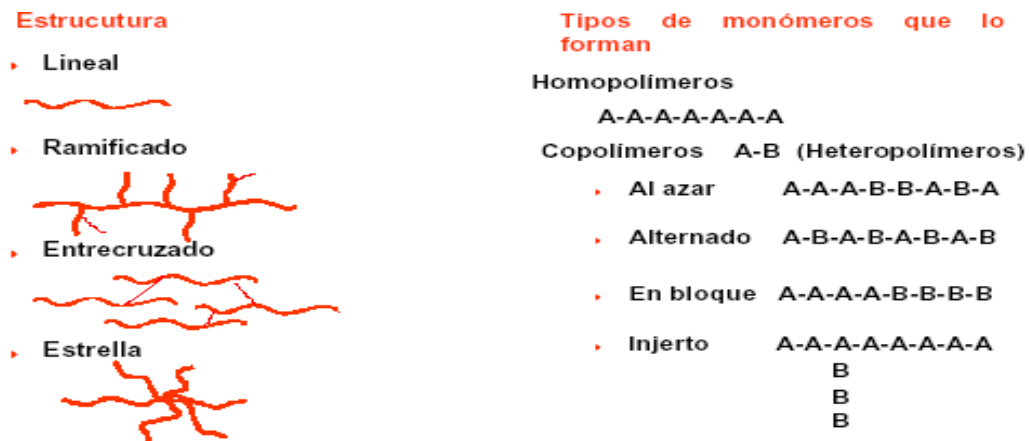 Estrucutura
Lineal
Ramificado
Entrecruzado
Estrella
Tipos de monómeros que lo
forman
Homopolímeros
A-A-A-A-A-A-A
Copolímeros A-B (Heteropolímeros)
Al azar A-A-A-B-B-A-B-A
Alternado A-B-A-B-A-B-A-B
En bloque A-A-A-A-B-B-B-B
Injerto A-A-A-A-A-A-A-A
B
B
B